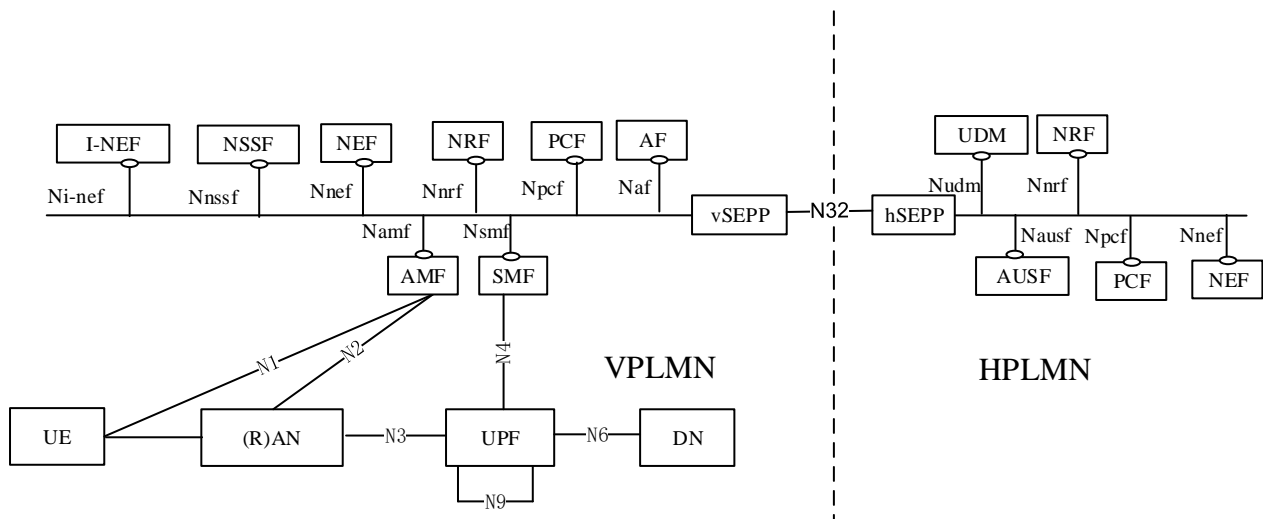 I-NEF
NSSF
NEF
NRF
PCF
AF
UDM
NRF
Ni-nef
Nnssf
Nnef
Nnrf
Npcf
Naf
Nudm
Nnrf
vSEPP
N32
hSEPP
Namf
Nsmf
Nausf
Npcf
Nnef
AMF
SMF
AUSF
PCF
NEF
N1
N2
N4
VPLMN
HPLMN
UE
(R)AN
N3
UPF
N6
DN
N9